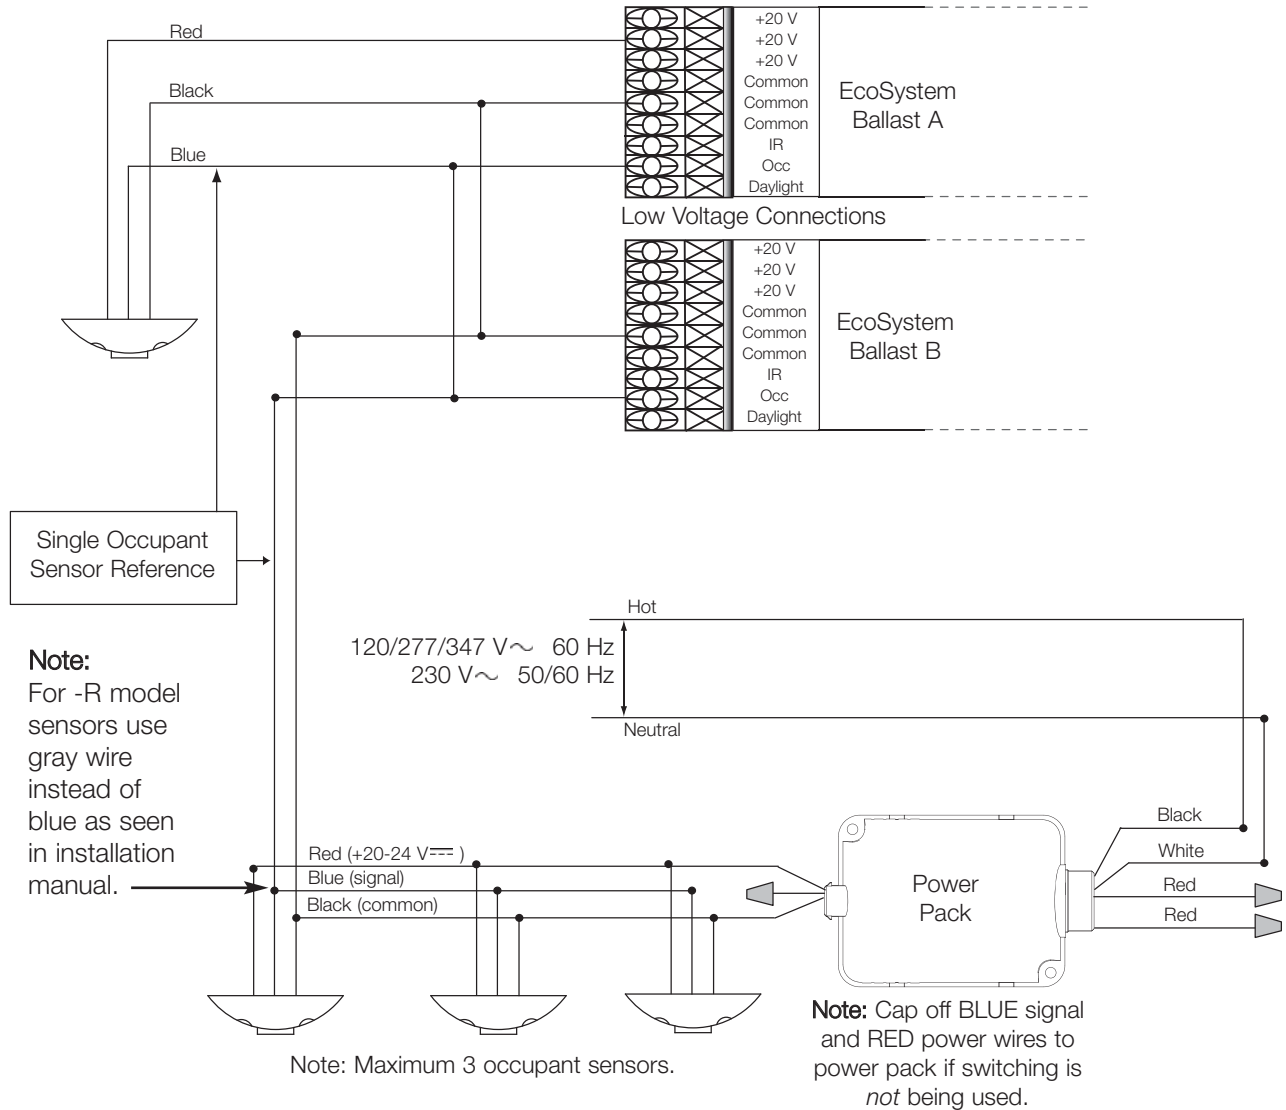 Red
+20 V
+20 V
+20 V
Common
Common
Common
IR
Occ
Daylight
EcoSystem
Ballast A
Black
Blue
Low Voltage Connections
+20 V
+20 V
+20 V
Common
Common
Common
IR
Occ
Daylight
EcoSystem
Ballast B
Single Occupant
Sensor Reference
Hot
120/277/347 V～ 60 Hz
230 V～ 50/60 Hz
Neutral
Note:
For -R model
sensors use
gray wire
instead of
blue as seen
in installation
manual.
Red (+20-24 V⎓)
Blue (signal)
Black (common)
Power
Pack
Black
White
Red
Red
Note: Cap off BLUE signal
and RED power wires to
power pack if switching is
not being used.
Note: Maximum 3 occupant sensors.